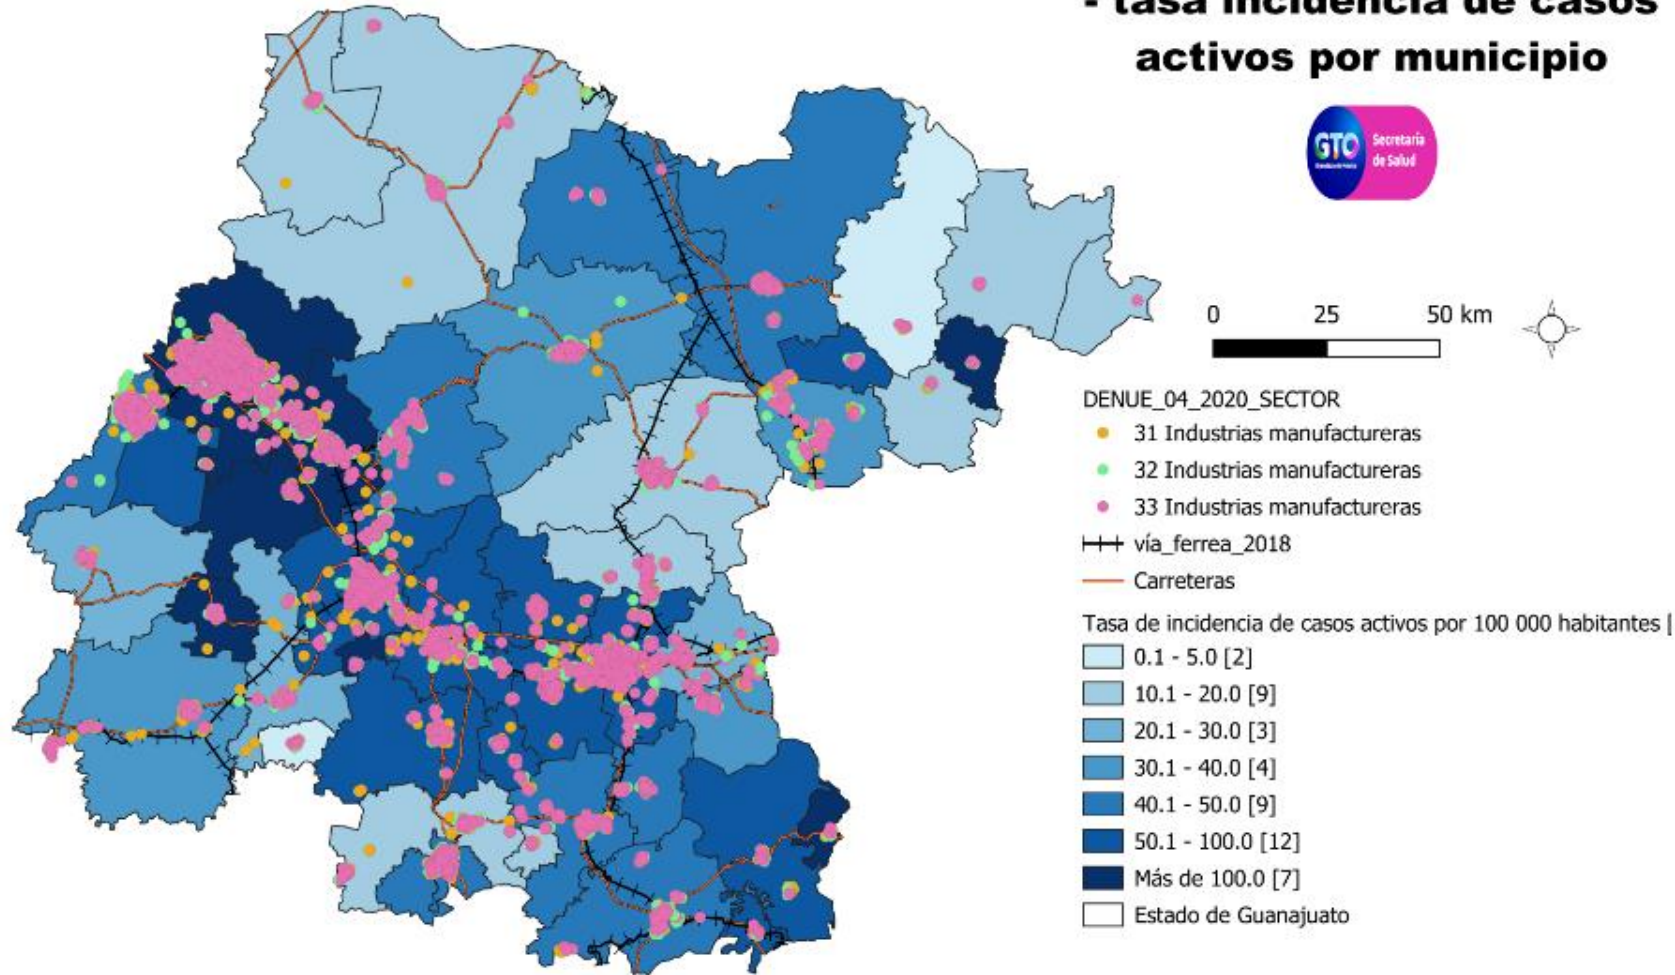 - tasa incidencia de casos
activos por municipio
GTO
Secretaría
de Salud
0 25 50 km
DENUE_04_2020_SECTOR
31 Industrias manufactureras
32 Industrias manufactureras
33 Industrias manufactureras
vía_ferrea_2018
Carreteras
Tasa de incidencia de casos activos por 100 000 habitantes [
0.1 - 5.0 [2]
10.1 - 20.0 [9]
20.1 - 30.0 [3]
30.1 - 40.0 [4]
40.1 - 50.0 [9]
50.1 - 100.0 [12]
Más de 100.0 [7]
Estado de Guanajuato